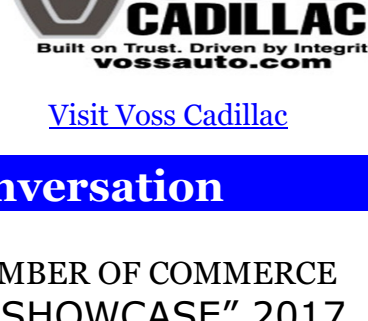 CADILLAC
Built on Trust. Driven by Integrit
vossauto.com
Visit Voss Cadillac
nversation
MBER OF COMMERCE
SHOWCASE” 2017